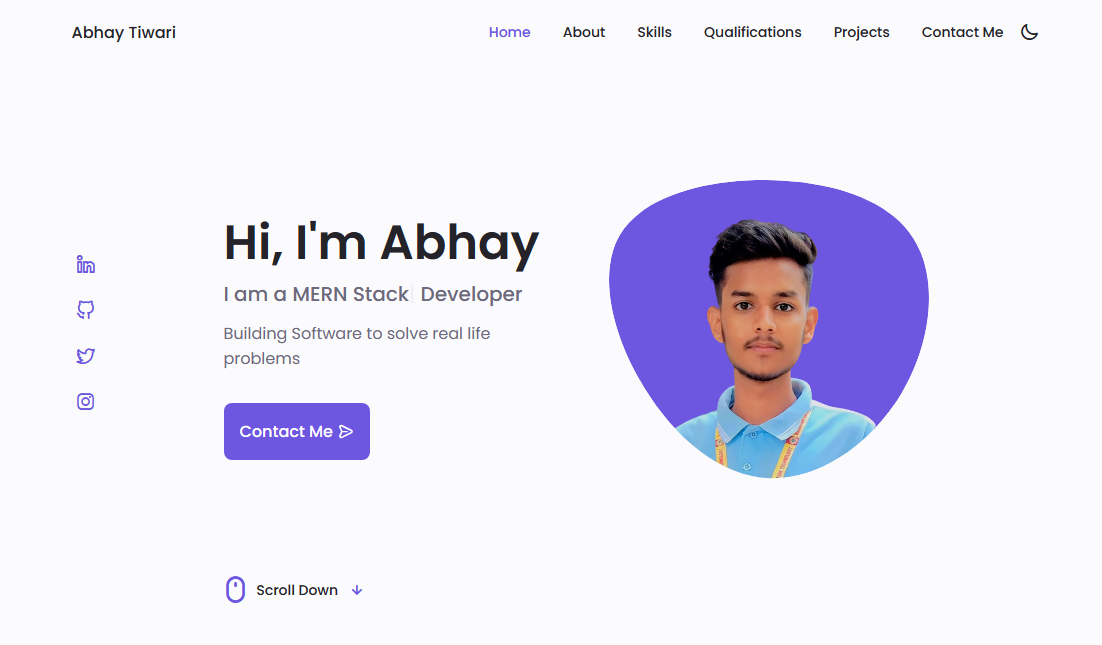 Abhay Tiwari
Home About Skills Qualifications Projects Contact Me
Hi, I'm Abhay
I am a MERN Stack Developer
Building Software to solve real life
problems
Contact Me
Scroll Down